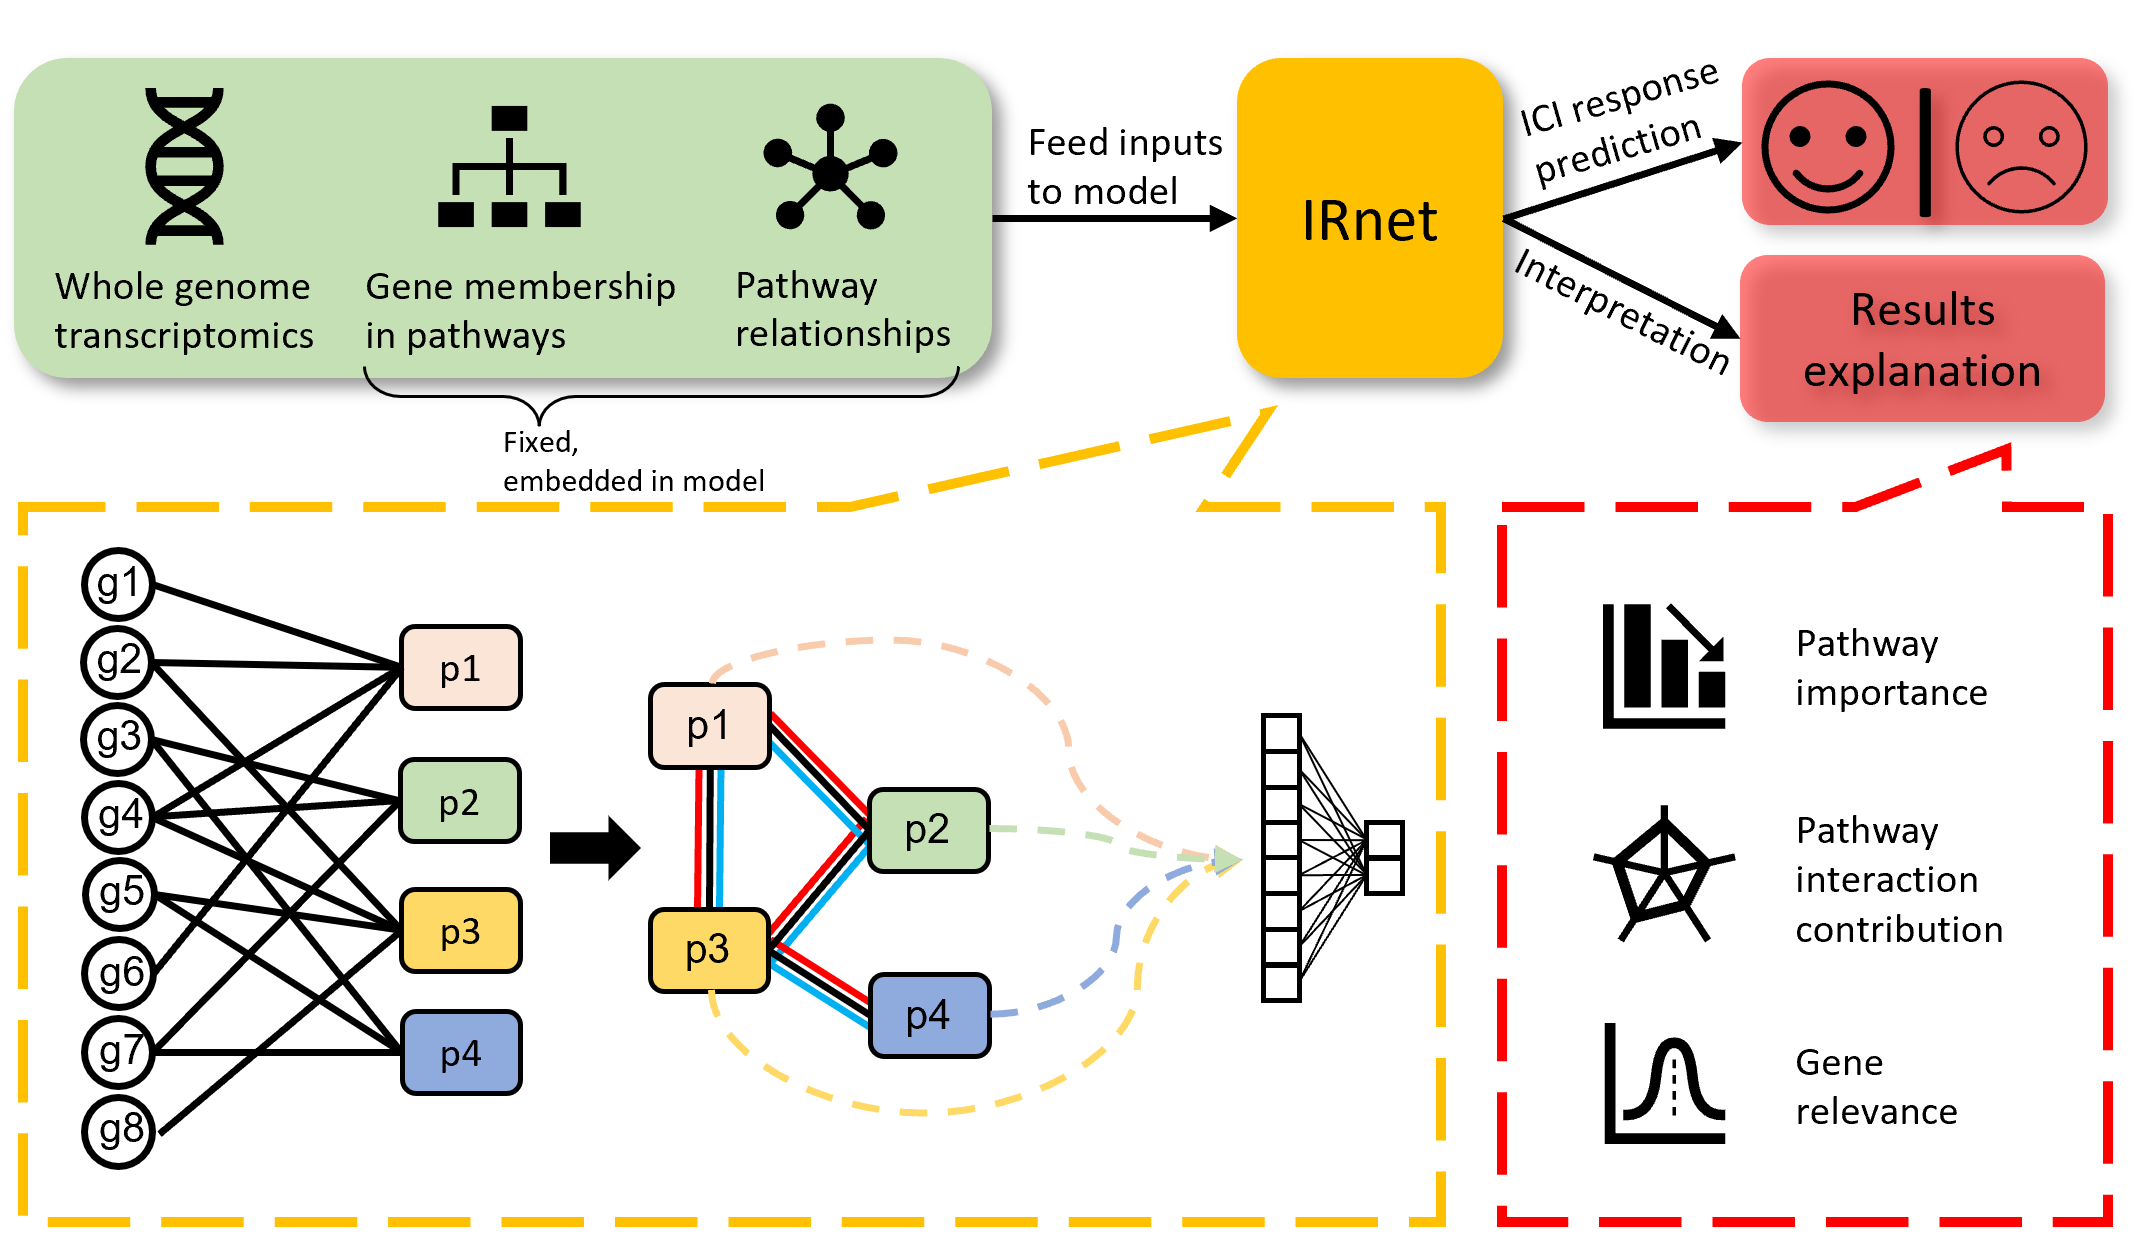 Whole genome
transcriptomics
Gene membership
in pathways
Pathway
relationships
Fixed,
embedded in model
Feed inputs
to model
IRnet
ICI response
prediction
Interpretation
Results
explanation
g1
g2
g3
g4
g5
g6
g7
g8
p1
p2
p3
p4
p1
p2
p3
p4
Pathway
importance
Pathway
interaction
contribution
Gene
relevance